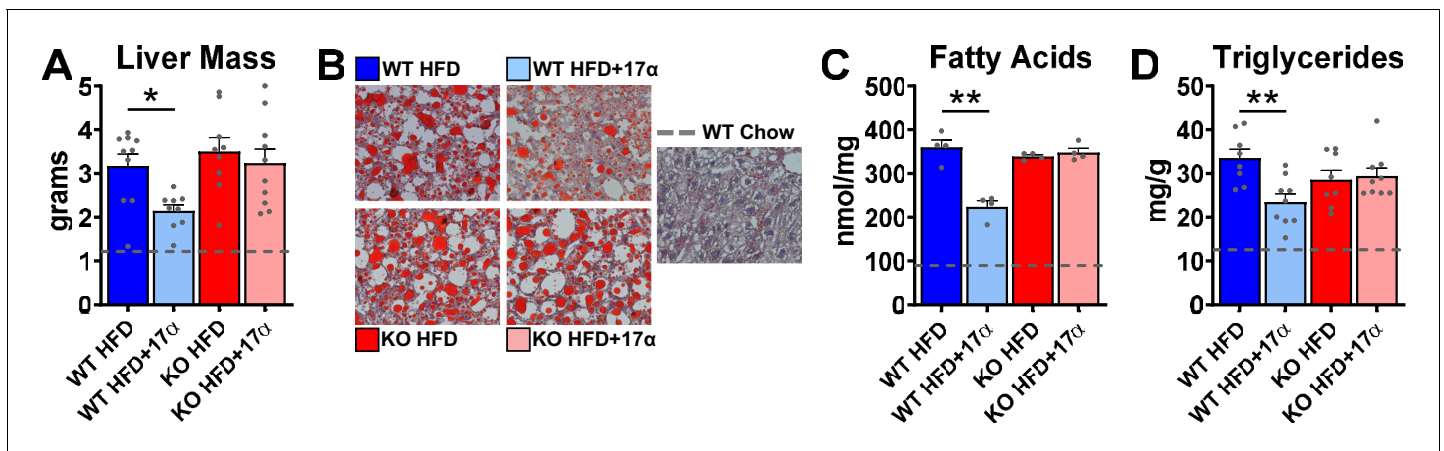 A Liver Mass
grams
5
4
3
2
1
0
*
WT HFD
WT HFD+17α
KO HFD
KO HFD+17α
B
WT HFD
WT HFD+17α
WT Chow
KO HFD
KO HFD+17α
C Fatty Acids
nmol/mg
500
400
300
200
100
0
**
WT HFD
WT HFD+17α
KO HFD
KO HFD+17α
D Triglycerides
mg/g
50
40
30
20
10
0
**
WT HFD
WT HFD+17α
KO HFD
KO HFD+17α